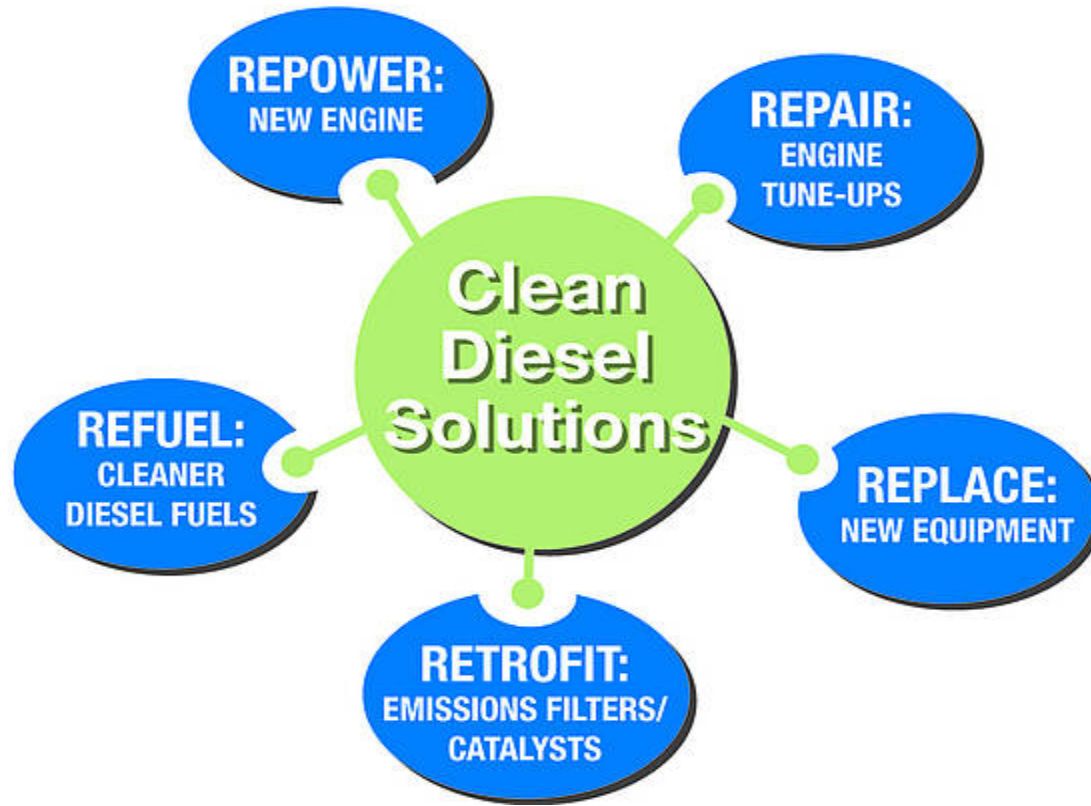 REPOWER:
NEW ENGINE
REPAIR:
ENGINE
TUNE-UPS
Clean
Diesel
Solutions
REFUEL:
CLEANER
DIESEL FUELS
REPLACE:
NEW EQUIPMENT
RETROFIT:
EMISSIONS FILTERS/
CATALYSTS